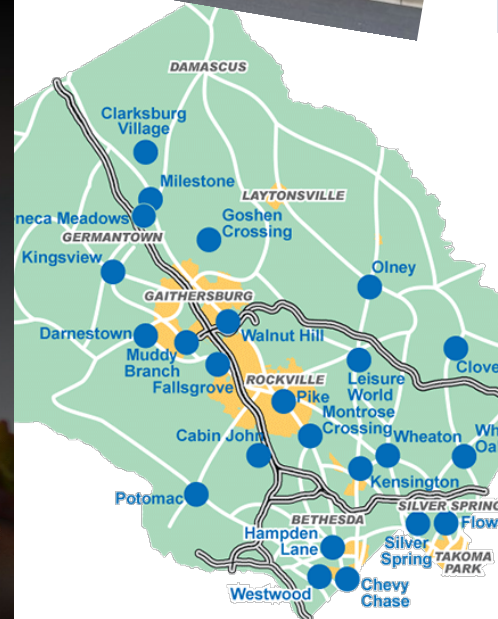 DAMASCUS
Clarksburg
Village
Milestone
LAYTONSVILLE
neca Meadows
Goshen
Crossing
GERMANTOWN
Kingsview
Olney
GAITHERSBURG
Darnestown
Walnut Hill
Muddy
Branch
Clove
Fallsgrove
ROCKVILLE
Leisure
World
Pike
Montrose
Crossing
Cabin John
Wheaton
Wh
Oa
Kensington
Potomac
SILVER SPRING
BETHESDA
Flow
Hampden
Lane
Silver
Spring
TAKOMA
PARK
Westwood
Chevy
Chase